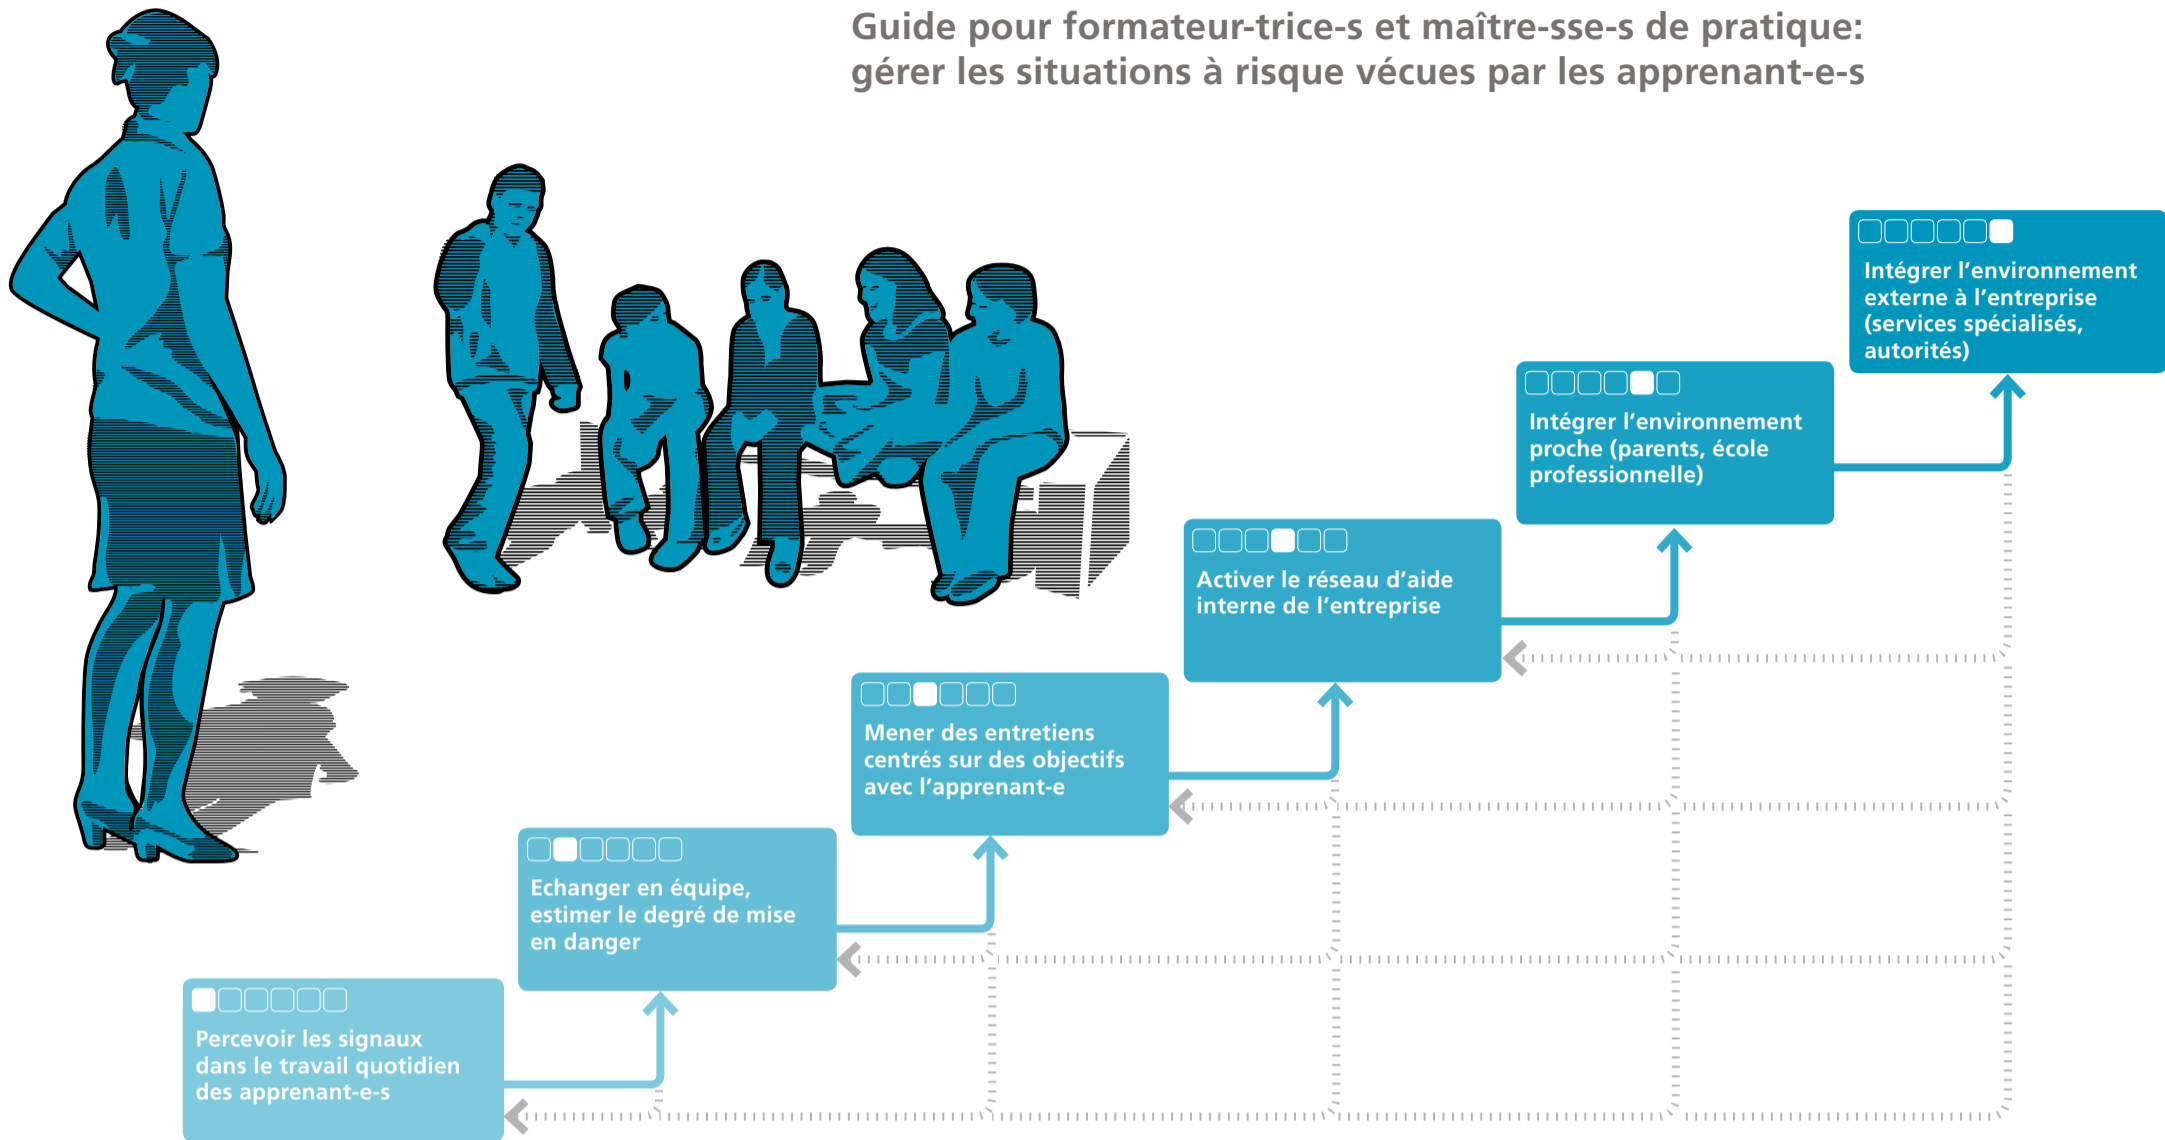 Guide pour formateur-trice-s et maître-sse-s de pratique:
gérer les situations à risque vécues par les apprenant-e-s
Intégrer l’environnement
externe à l’entreprise
(services spécialisés,
autorités)
Intégrer l’environnement
proche (parents, école
professionnelle)
Activer le réseau d’aide
interne de l’entreprise
Mener des entretiens
centrés sur des objectifs
avec l’apprenant-e
Echanger en équipe,
estimer le degré de mise
en danger
Percevoir les signaux
dans le travail quotidien
des apprenant-e-s